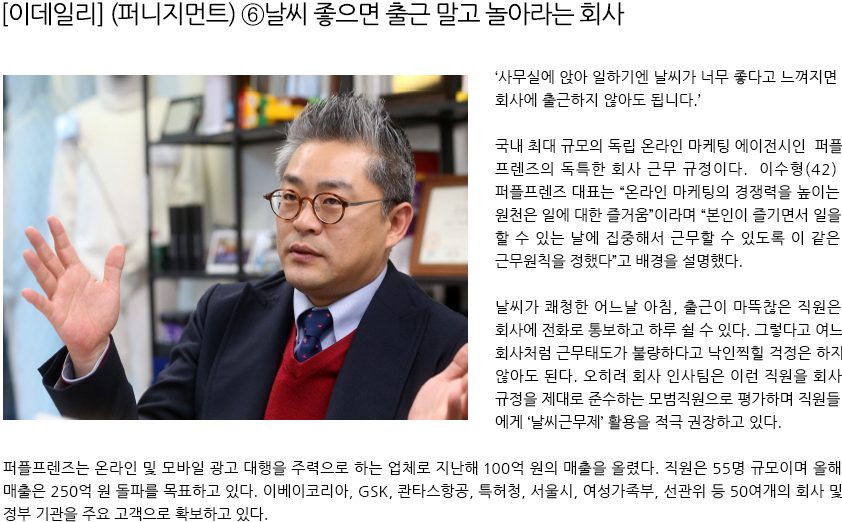 [이데일리] (퍼니지먼트) ⑥날씨 좋으면 출근 말고 놀아라는 회사
‘사무실에 앉아 일하기엔 날씨가 너무 좋다고 느껴지면
회사에 출근하지 않아도 됩니다.’
국내 최대 규모의 독립 온라인 마케팅 에이전시인 퍼플
프렌즈의 독특한 회사 근무 규정이다. 이수형(42)
퍼플프렌즈 대표는 “온라인 마케팅의 경쟁력을 높이는
원천은 일에 대한 즐거움”이라며 “본인이 즐기면서 일을
할 수 있는 날에 집중해서 근무할 수 있도록 이 같은
근무원칙을 정했다”고 배경을 설명했다.
날씨가 쾌청한 어느날 아침, 출근이 마뜩찮은 직원은
회사에 전화로 통보하고 하루 쉴 수 있다. 그렇다고 여느
회사처럼 근무태도가 불량하다고 낙인찍힐 걱정은 하지
않아도 된다. 오히려 회사 인사팀은 이런 직원을 회사
규정을 제대로 준수하는 모범직원으로 평가하며 직원들
에게 ‘날씨근무제’ 활용을 적극 권장하고 있다.
퍼플프렌즈는 온라인 및 모바일 광고 대행을 주력으로 하는 업체로 지난해 100억 원의 매출을 올렸다. 직원은 55명 규모이며 올해
매출은 250억 원 돌파를 목표하고 있다. 이베이코리아, GSK, 콴타스항공, 특허청, 서울시, 여성가족부, 선관위 등 50여개의 회사 및
정부 기관을 주요 고객으로 확보하고 있다.